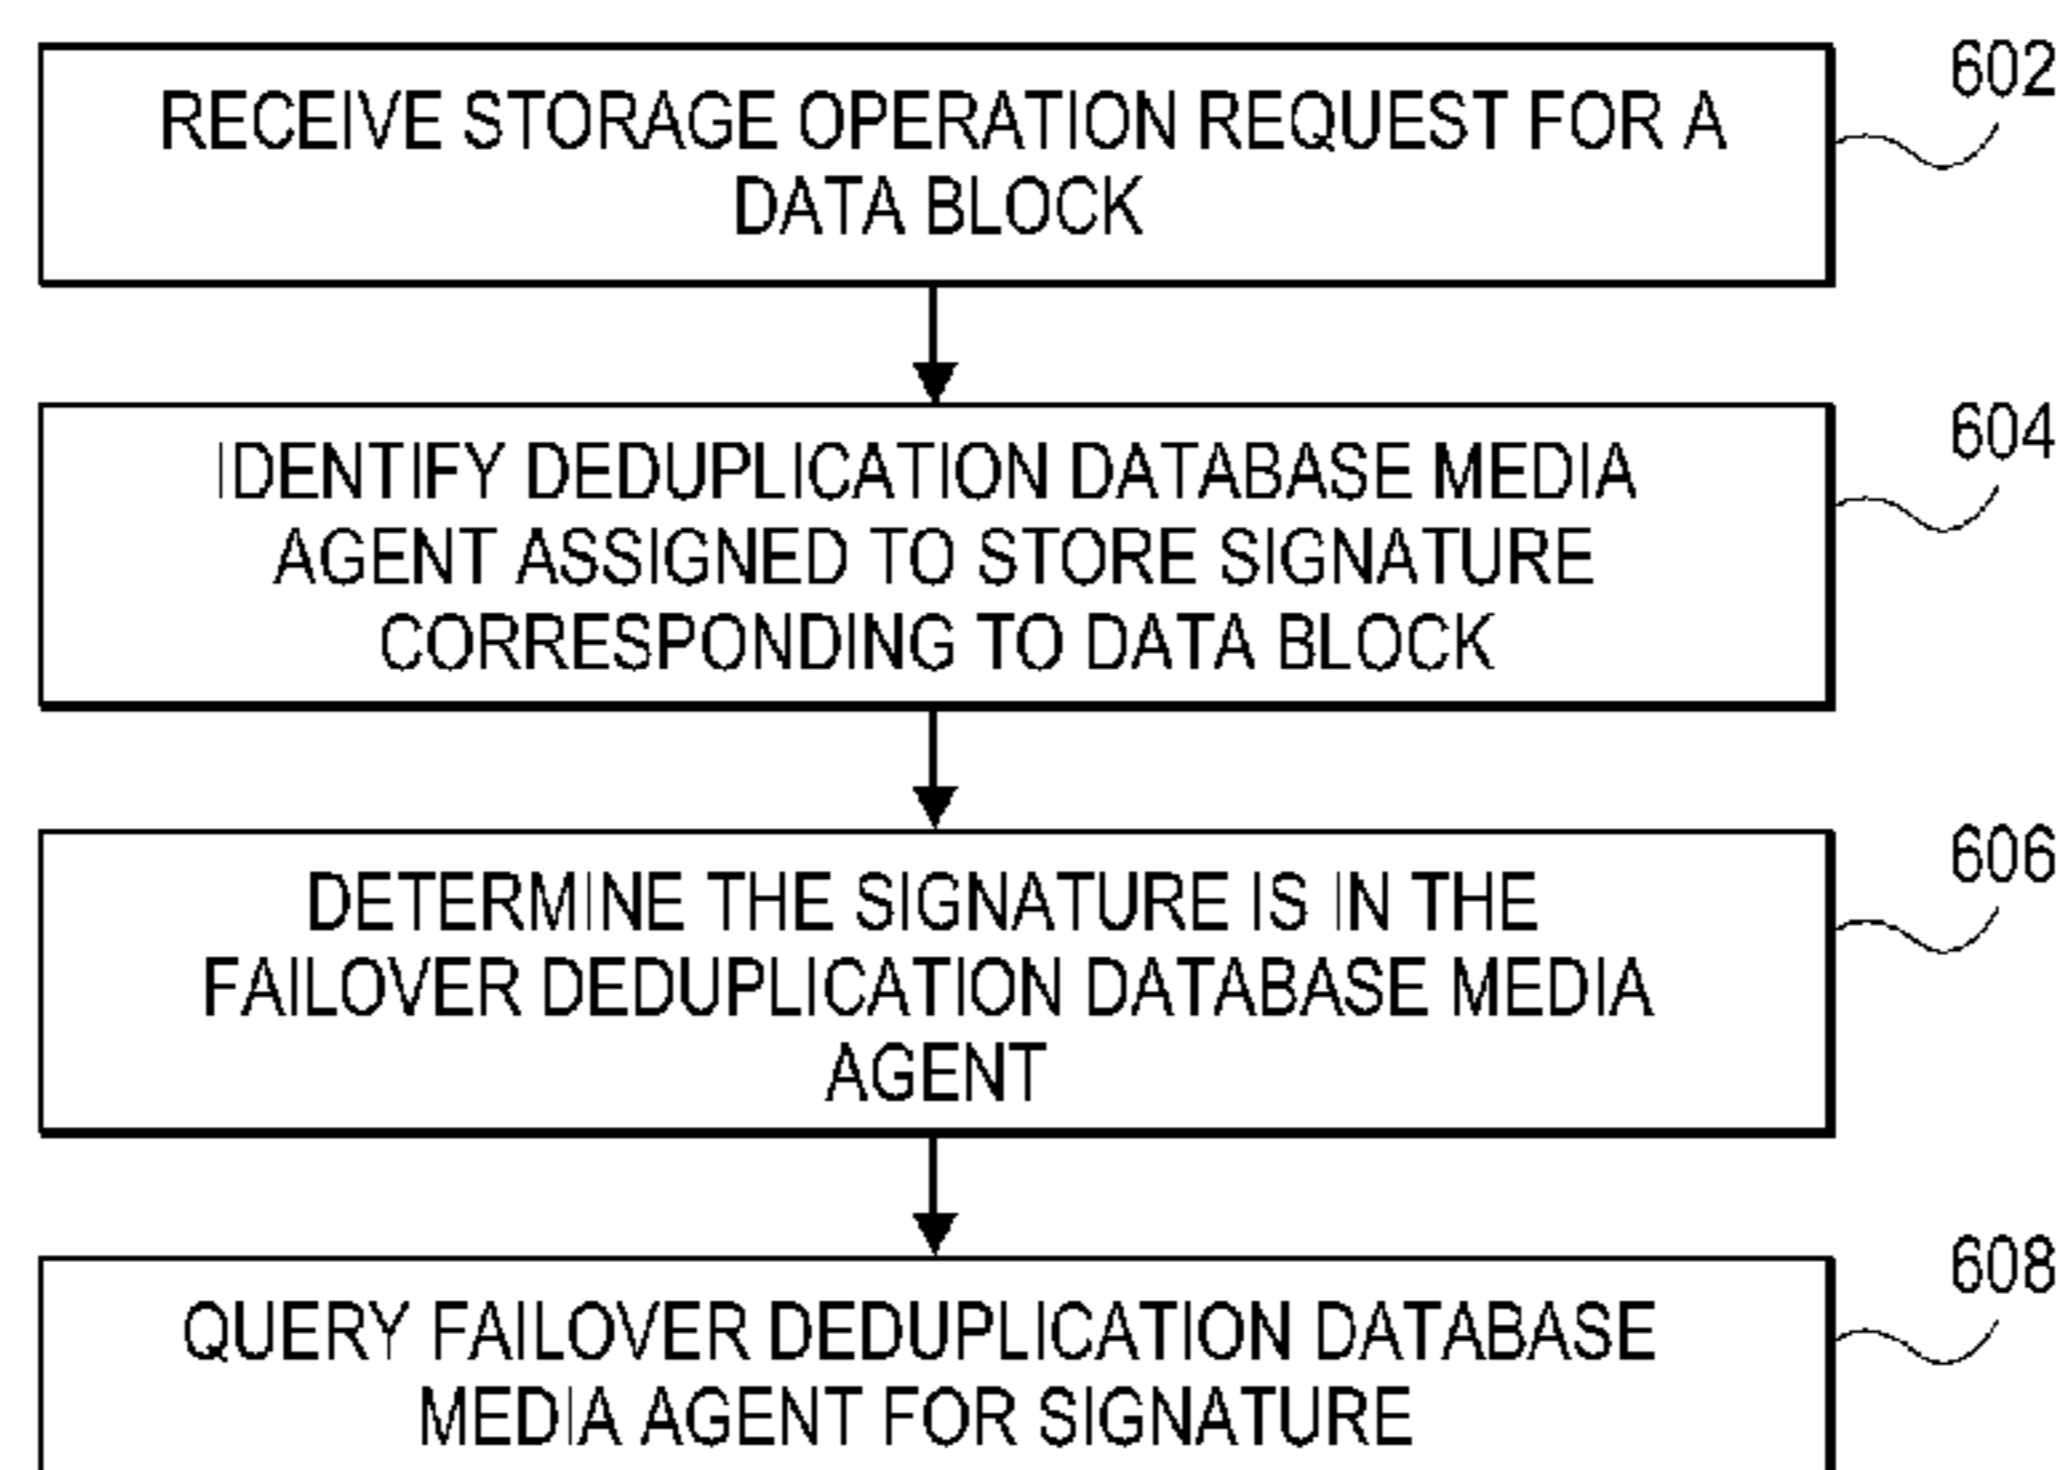 RECEIVE STORAGE OPERATION REQUEST FOR A
DATA BLOCK
602
IDENTIFY DEDUPLICATION DATABASE MEDIA
AGENT ASSIGNED TO STORE SIGNATURE
CORRESPONDING TO DATA BLOCK
604
DETERMINE THE SIGNATURE IS IN THE
FAILOVER DEDUPLICATION DATABASE MEDIA
AGENT
606
QUERY FAILOVER DEDUPLICATION DATABASE
MEDIA AGENT FOR SIGNATURE
608